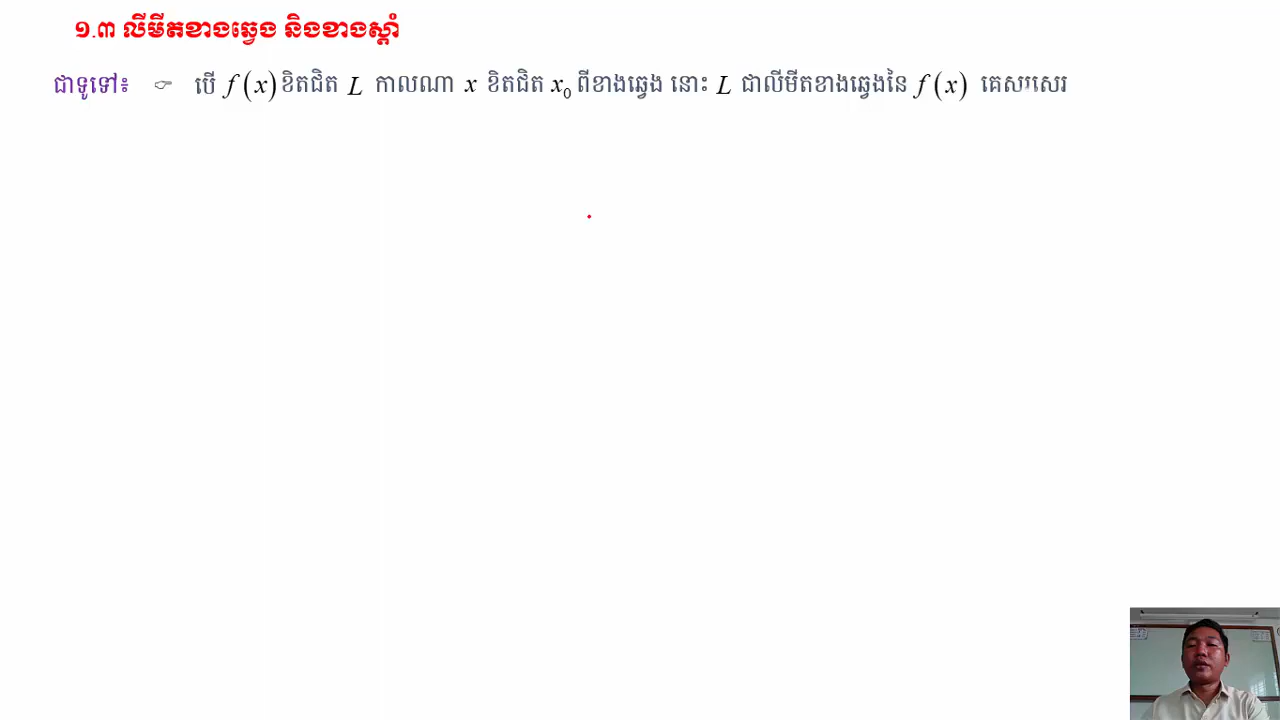 ១.៣ លីមីតខាងឆ្វេង និងខាងស្តាំ
ជាទូទៅ៖ ☞ បើ f(x) ខិតជិត L កាលណា x ខិតជិត x₀ ពីខាងឆ្វេង នោះ L ជាលីមីតខាងឆ្វេងនៃ f(x) គេសរសេរ